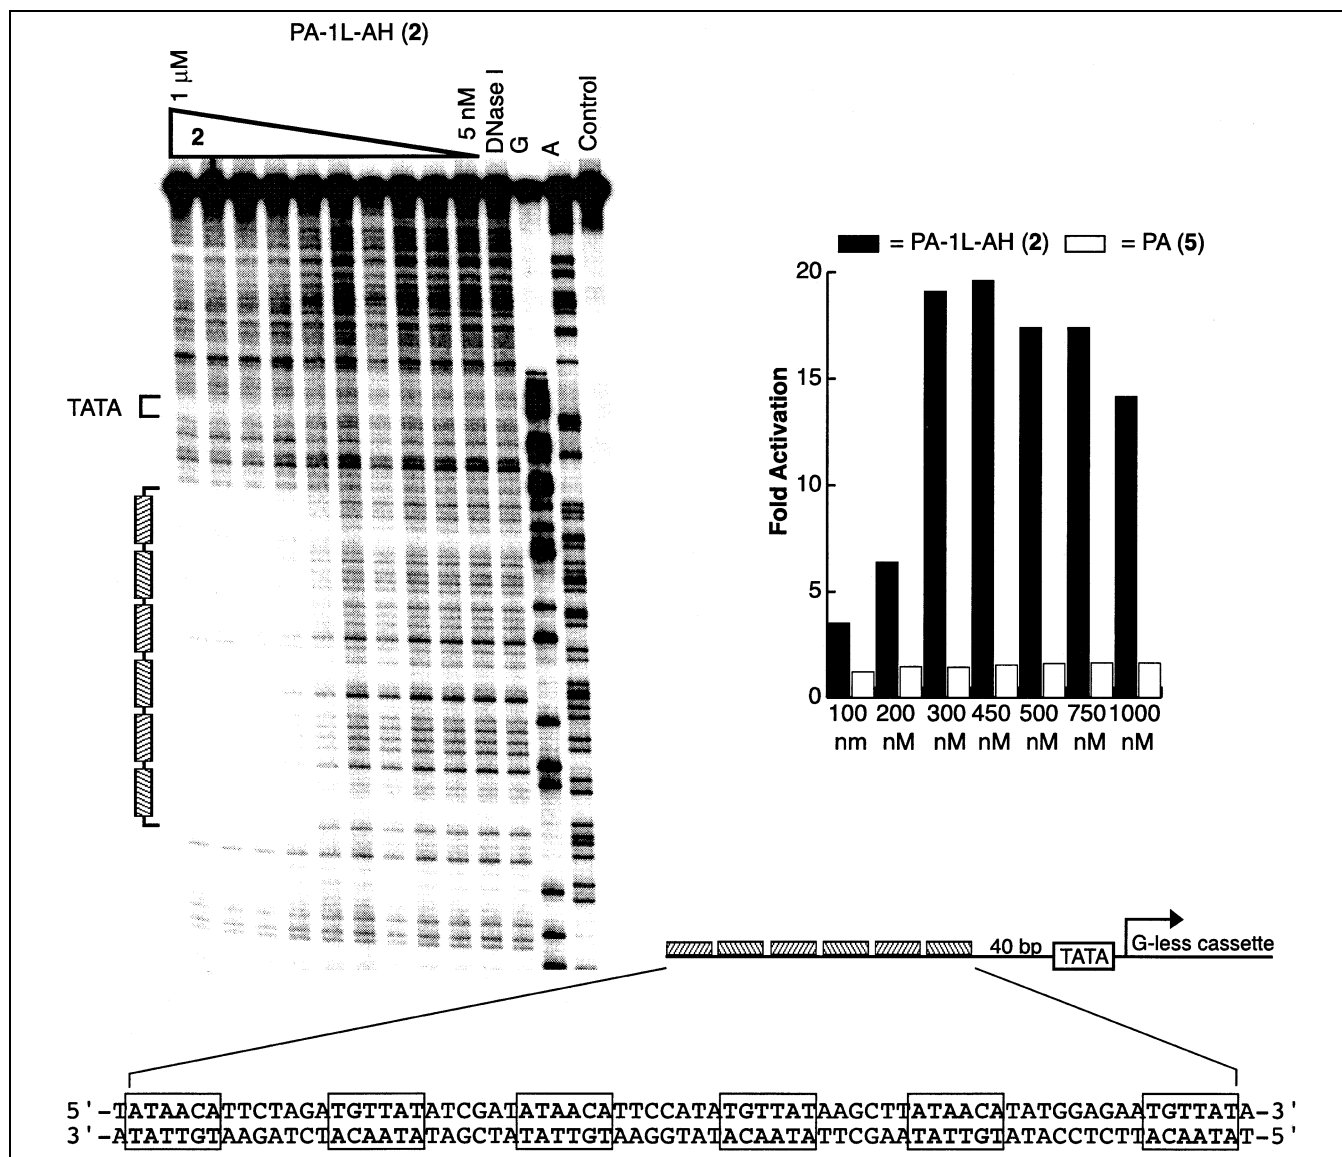 PA-1L-AH (2)
1 µM
2
5 nM
DNase I
G
A
Control
TATA
= PA-1L-AH (2) = PA (5)
Fold Activation
20
15
10
5
0
100 200 300 450 500 750 1000
nm nM nM nM nM nM nM
40 bp
TATA
G-less cassette
5'-TATAACATTCTAGATGTTATATCGATATAACATTCCATATGTTATAAGCTTATAACATATGGAGAATGTTATA-3'
3'-ATATTGTAAGATCTACAATATAGCTATATTGTAAGGTATACAATATTCGAATATTGTATACCTCTTACAATAT-5'